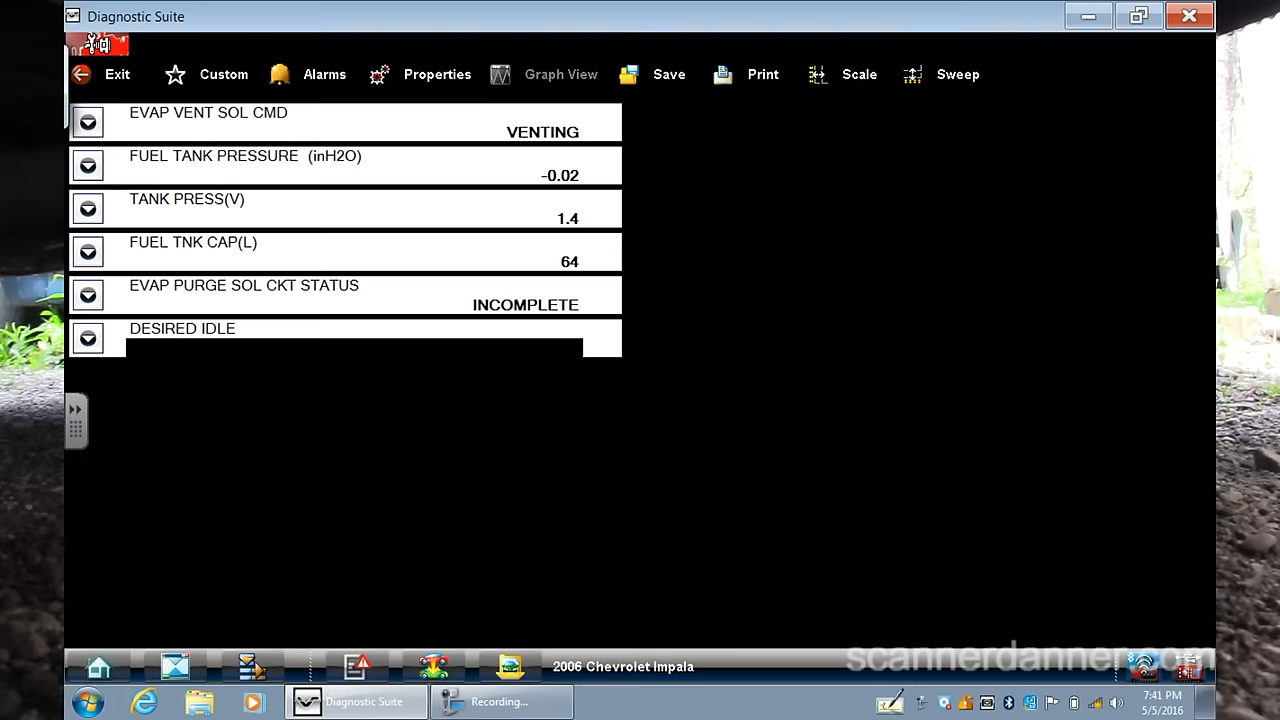 Diagnostic Suite
Exit Custom Alarms Properties Graph View Save Print Scale Sweep
EVAP VENT SOL CMD
VENTING
FUEL TANK PRESSURE (inH2O)
-0.02
TANK PRESS(V)
1.4
FUEL TNK CAP(L)
64
EVAP PURGE SOL CKT STATUS
INCOMPLETE
DESIRED IDLE
2006 Chevrolet Impala
scannerdanner.com
Diagnostic Suite
Recording...
7:41 PM
5/5/2016